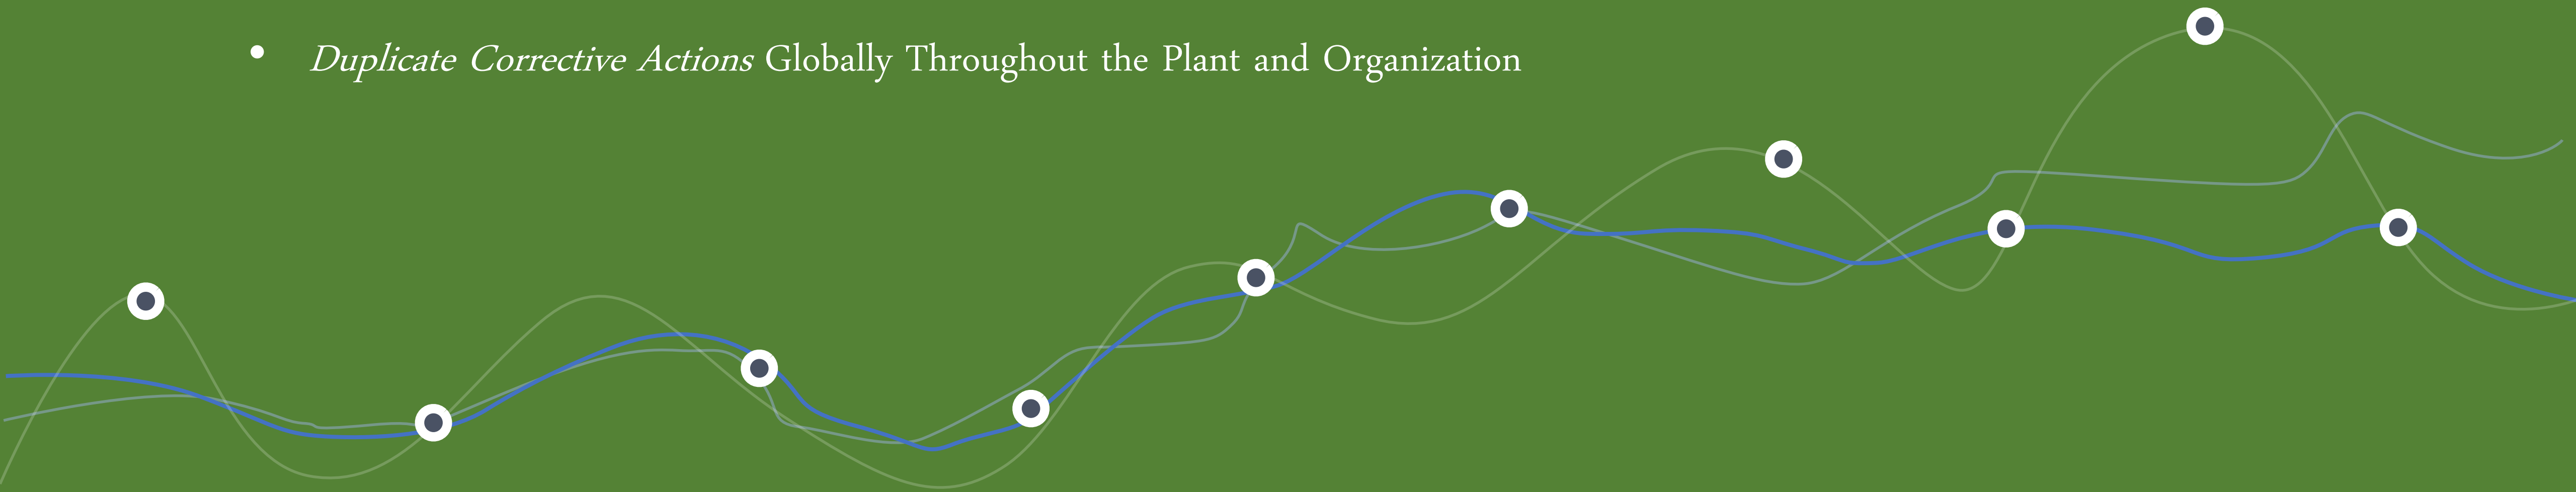 • Duplicate Corrective Actions Globally Throughout the Plant and Organization